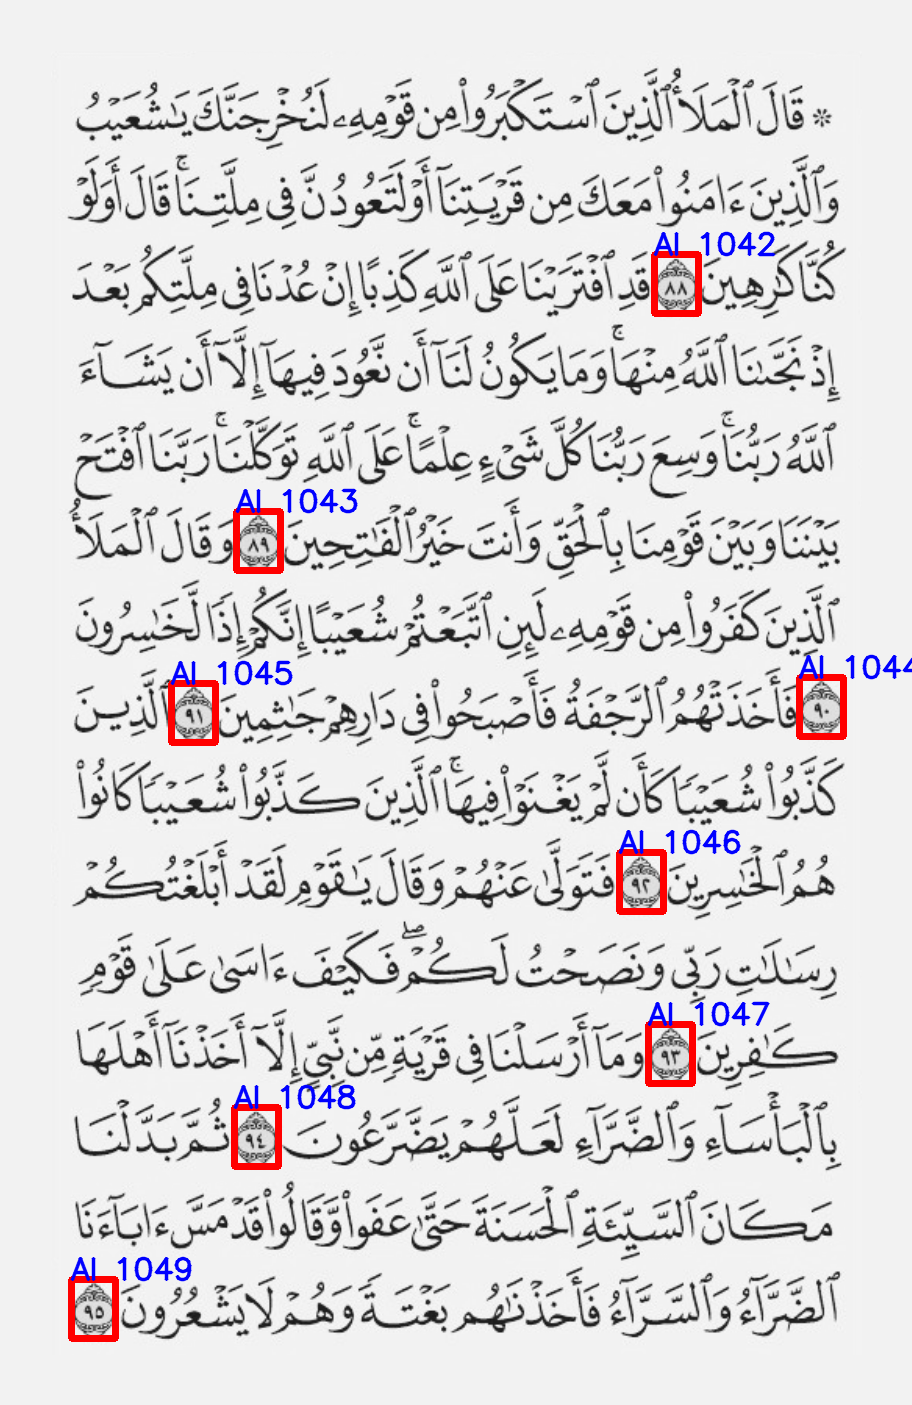 ۞ قَالَ ٱلْمَلَأُ ٱلَّذِينَ ٱسْتَكْبَرُوا۟ مِن قَوْمِهِۦ لَنُخْرِجَنَّكَ يَـٰشُعَيْبُ
وَٱلَّذِينَ ءَامَنُوا۟ مَعَكَ مِن قَرْيَتِنَآ أَوْ لَتَعُودُنَّ فِى مِلَّتِنَا ۚ قَالَ أَوَلَوْ
AI 1042
كُنَّا كَـٰرِهِينَ ٨٨ قَدِ ٱفْتَرَيْنَا عَلَى ٱللَّهِ كَذِبًا إِنْ عُدْنَا فِى مِلَّتِكُم بَعْدَ
إِذْ نَجَّىٰنَا ٱللَّهُ مِنْهَا ۚ وَمَا يَكُونُ لَنَآ أَن نَّعُودَ فِيهَآ إِلَّآ أَن يَشَآءَ
ٱللَّهُ رَبُّنَا ۚ وَسِعَ رَبُّنَا كُلَّ شَىْءٍ عِلْمًا ۚ عَلَى ٱللَّهِ تَوَكَّلْنَا ۚ رَبَّنَا ٱفْتَحْ
AI 1043
بَيْنَنَا وَبَيْنَ قَوْمِنَا بِٱلْحَقِّ وَأَنتَ خَيْرُ ٱلْفَـٰتِحِينَ ٨٩ وَقَالَ ٱلْمَلَأُ
ٱلَّذِينَ كَفَرُوا۟ مِن قَوْمِهِۦ لَئِنِ ٱتَّبَعْتُمْ شُعَيْبًا إِنَّكُمْ إِذًا لَّخَـٰسِرُونَ
AI 1044
AI 1045
٩٠ فَأَخَذَتْهُمُ ٱلرَّجْفَةُ فَأَصْبَحُوا۟ فِى دَارِهِمْ جَـٰثِمِينَ ٩١ ٱلَّذِينَ
كَذَّبُوا۟ شُعَيْبًا كَأَن لَّمْ يَغْنَوْا۟ فِيهَا ۚ ٱلَّذِينَ كَذَّبُوا۟ شُعَيْبًا كَانُوا۟
AI 1046
هُمُ ٱلْخَـٰسِرِينَ ٩٢ فَتَوَلَّىٰ عَنْهُمْ وَقَالَ يَـٰقَوْمِ لَقَدْ أَبْلَغْتُكُمْ
رِسَـٰلَـٰتِ رَبِّى وَنَصَحْتُ لَكُمْ ۖ فَكَيْفَ ءَاسَىٰ عَلَىٰ قَوْمٍ
AI 1047
كَـٰفِرِينَ ٩٣ وَمَآ أَرْسَلْنَا فِى قَرْيَةٍ مِّن نَّبِىٍّ إِلَّآ أَخَذْنَآ أَهْلَهَا
AI 1048
بِٱلْبَأْسَآءِ وَٱلضَّرَّآءِ لَعَلَّهُمْ يَضَّرَّعُونَ ٩٤ ثُمَّ بَدَّلْنَا
مَكَانَ ٱلسَّيِّئَةِ ٱلْحَسَنَةَ حَتَّىٰ عَفَوا۟ وَّقَالُوا۟ قَدْ مَسَّ ءَابَآءَنَا
AI 1049
ٱلضَّرَّآءُ وَٱلسَّرَّآءُ فَأَخَذْنَـٰهُم بَغْتَةً وَهُمْ لَا يَشْعُرُونَ ٩٥